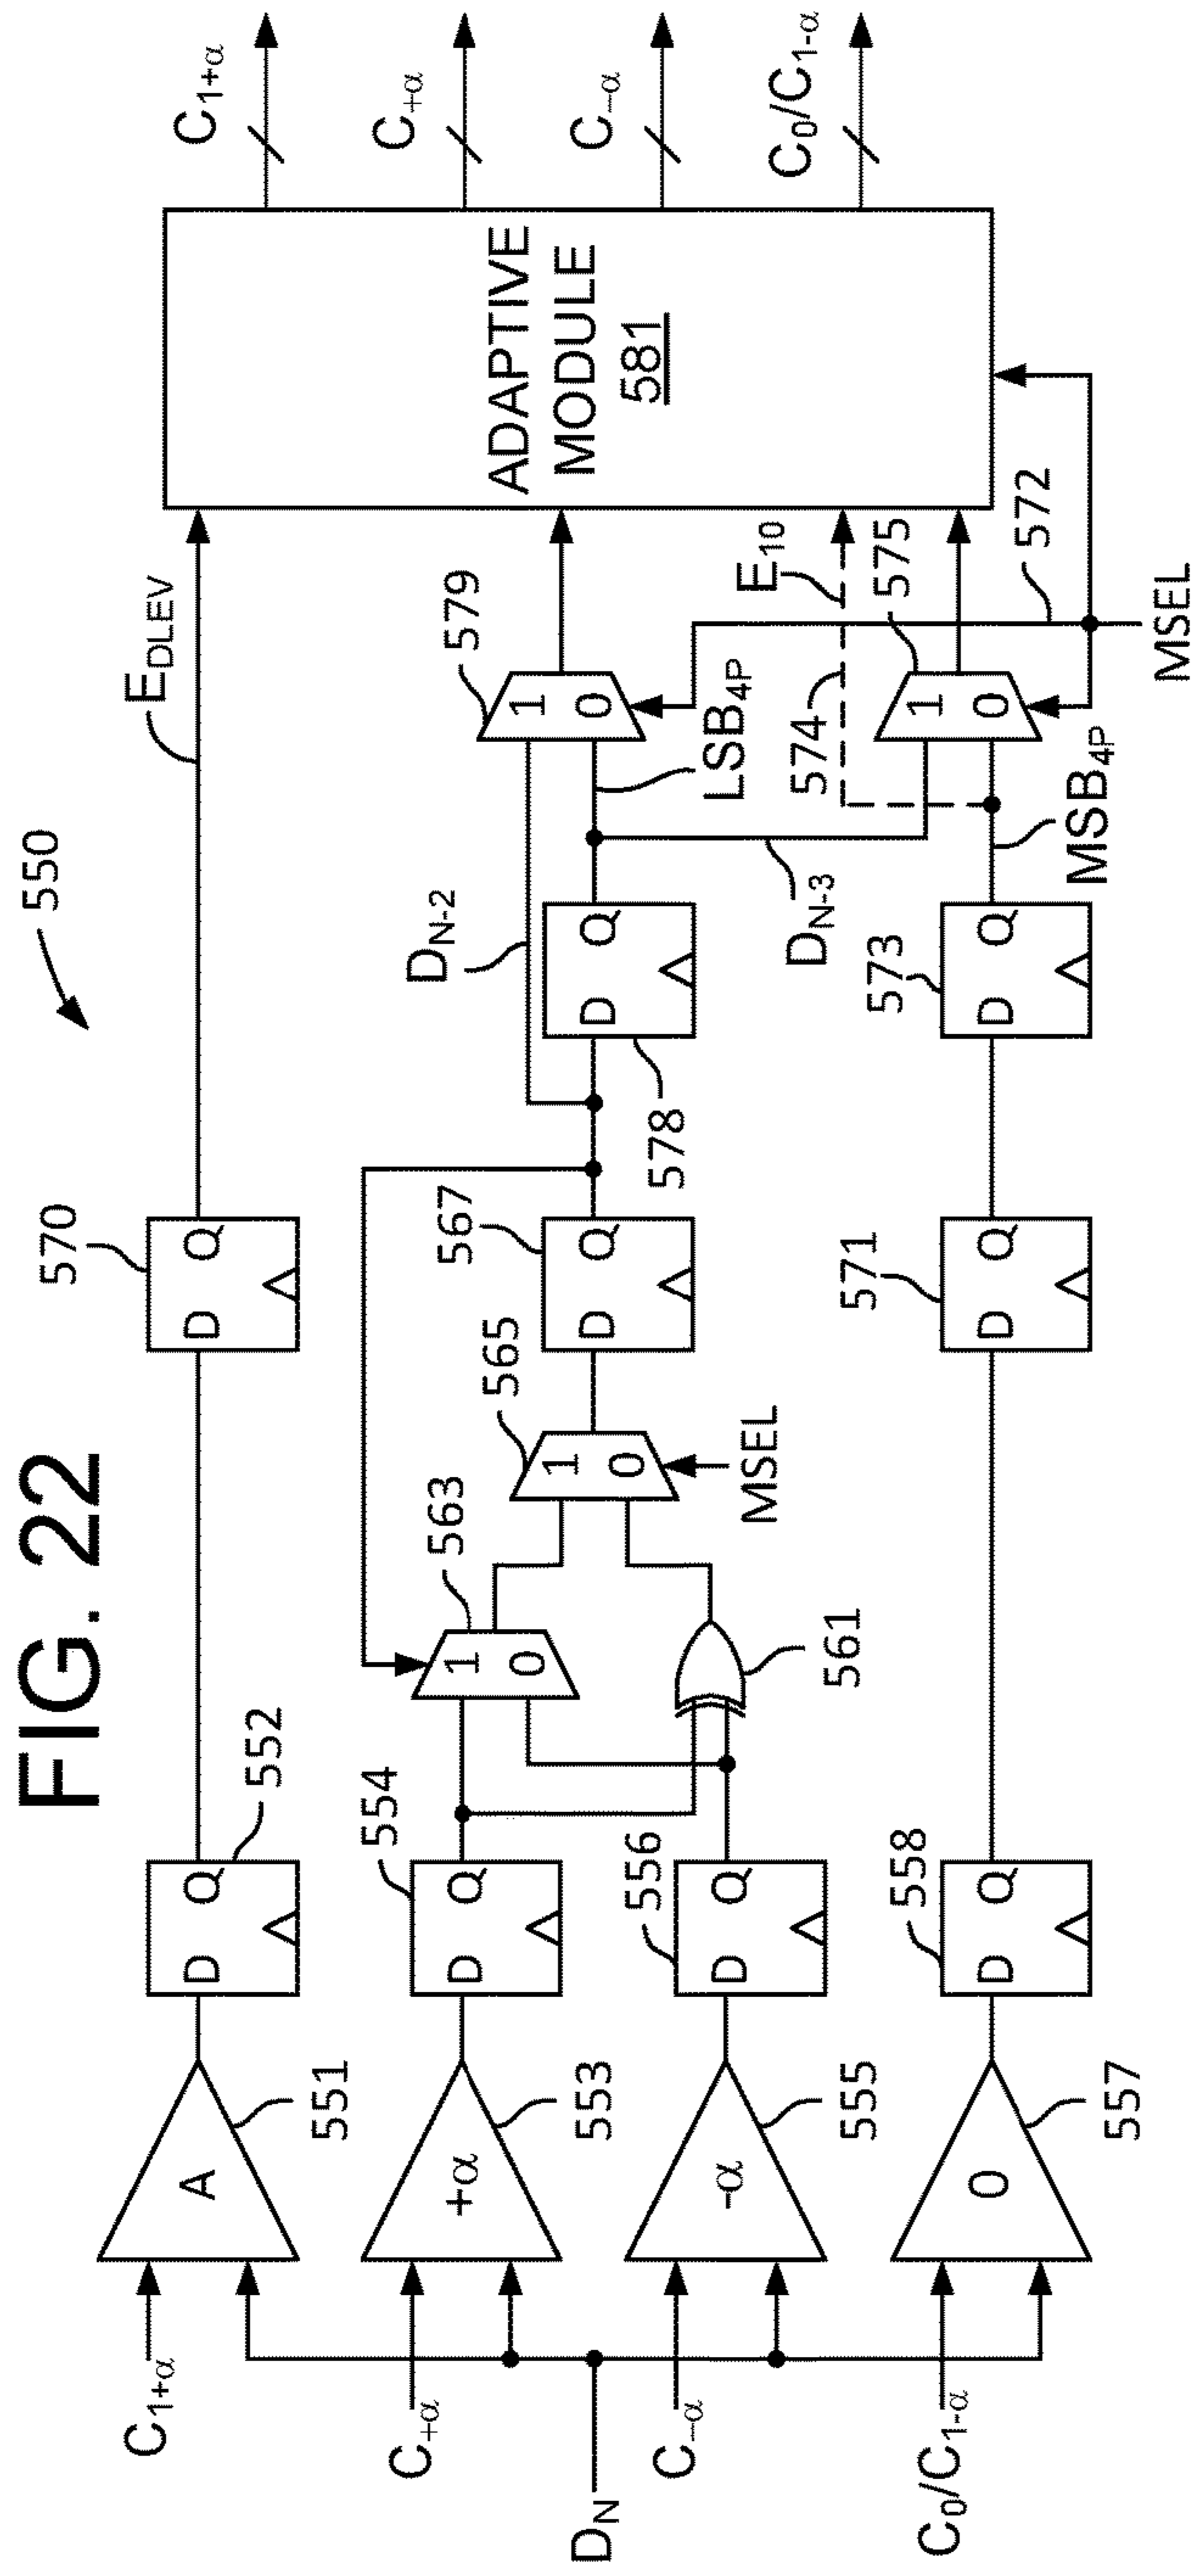 FIG. 22
550
C1+α
C+α
DN
C−α
C0/C1-α
A
551
+α
553
-α
555
0
557
D Q
552
D Q
554
D Q
556
D Q
558
1
0
563
561
1
0
565
MSEL
D Q
570
D Q
567
D Q
571
DN-2
D Q
578
DN-3
D Q
573
EDLEV
1
0
579
LSB4P
574
E10
1
0
575
MSB4P
572
MSEL
ADAPTIVE
MODULE
581
C1+α
C+α
C−α
C0/C1-α